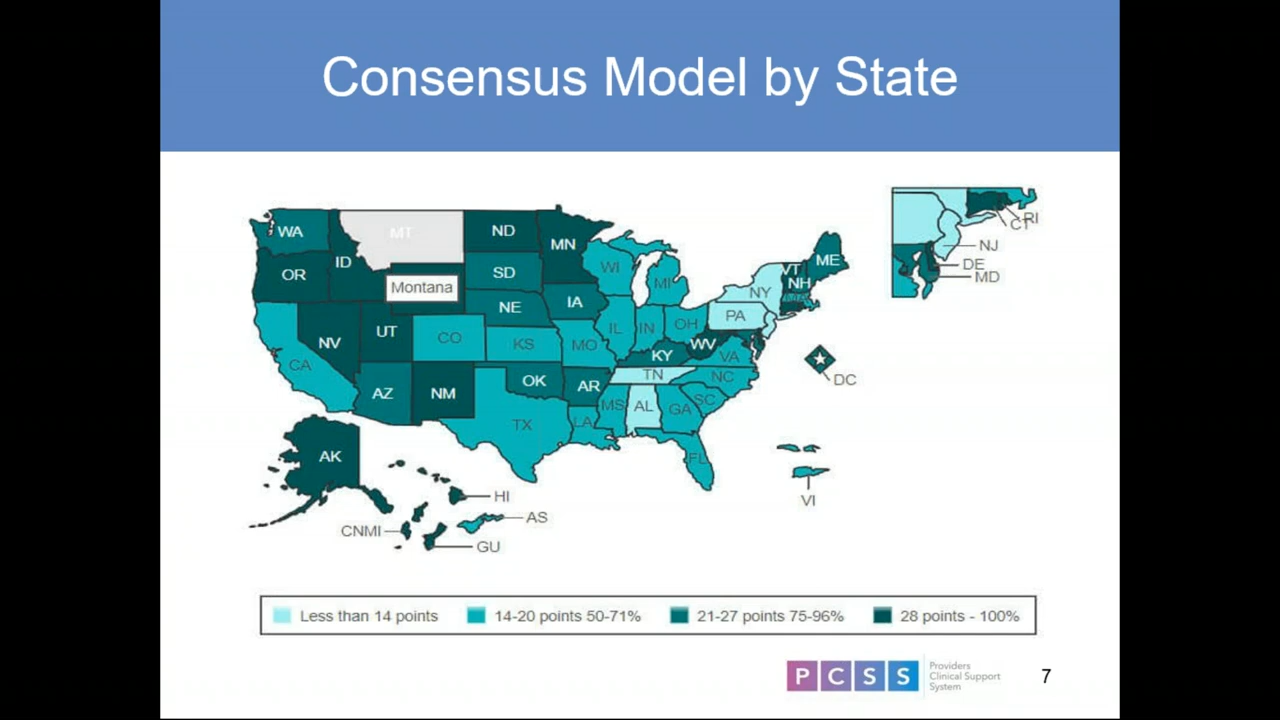 Consensus Model by State
WA
MT
ND
MN
OR
ID
Montana
SD
WI
MI
VT
ME
NH
MA
NY
RI
CT
NJ
DE
MD
NE
IA
PA
NV
UT
CO
KS
MO
IL
IN
OH
WV
VA
KY
CA
AZ
NM
OK
AR
TN
NC
SC
MS
AL
GA
DC
TX
LA
FL
AK
HI
AS
CNMI
GU
VI
Less than 14 points
14-20 points 50-71%
21-27 points 75-96%
28 points - 100%
PCSS
Providers
Clinical Support
System
7